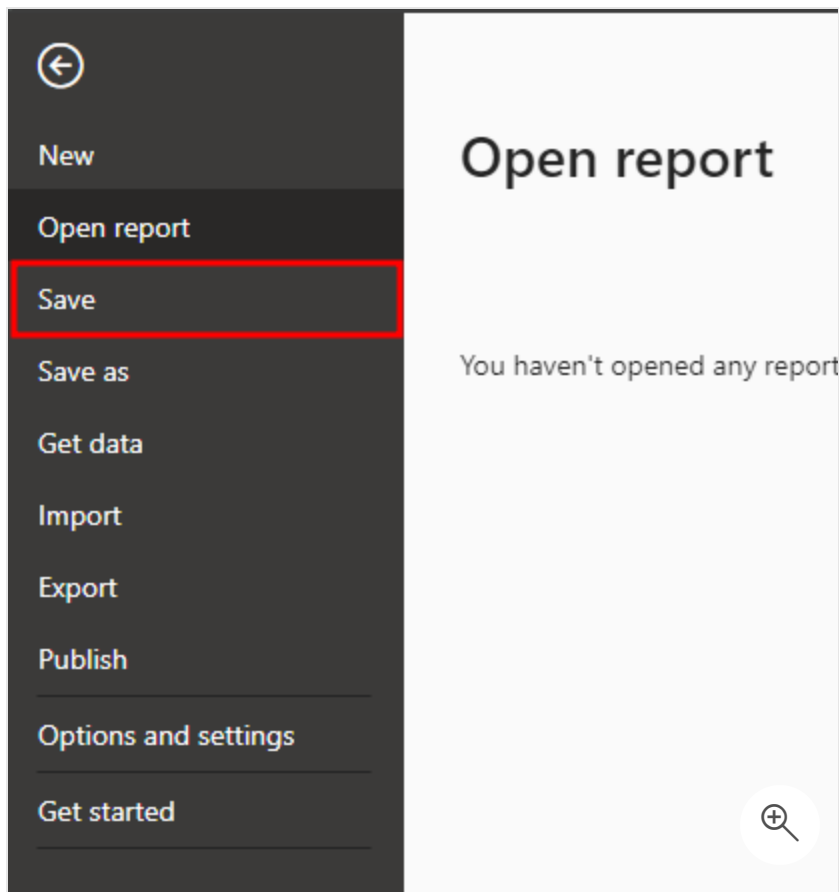 New
Open report
Save
Save as
Get data
Import
Export
Publish
Options and settings
Get started
Open report
You haven't opened any report